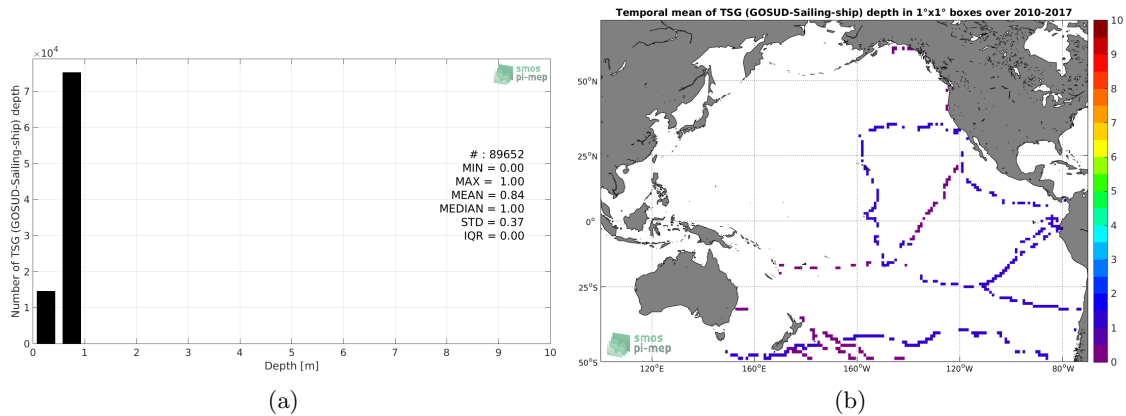 ×10⁴
7
6
5
4
3
2
1
0
Number of TSG (GOSUD-Sailing-ship) depth
0 1 2 3 4 5 6 7 8 9 10
Depth [m]
smos
pi-mep
# : 89652
MIN = 0.00
MAX = 1.00
MEAN = 0.84
MEDIAN = 1.00
STD = 0.37
IQR = 0.00
(a)
Temporal mean of TSG (GOSUD-Sailing-ship) depth in 1°x1° boxes over 2010-2017
50°N
25°N
0°
25°S
50°S
120°E 160°E 160°W 120°W 80°W
smos
pi-mep
10
9
8
7
6
5
4
3
2
1
0
(b)